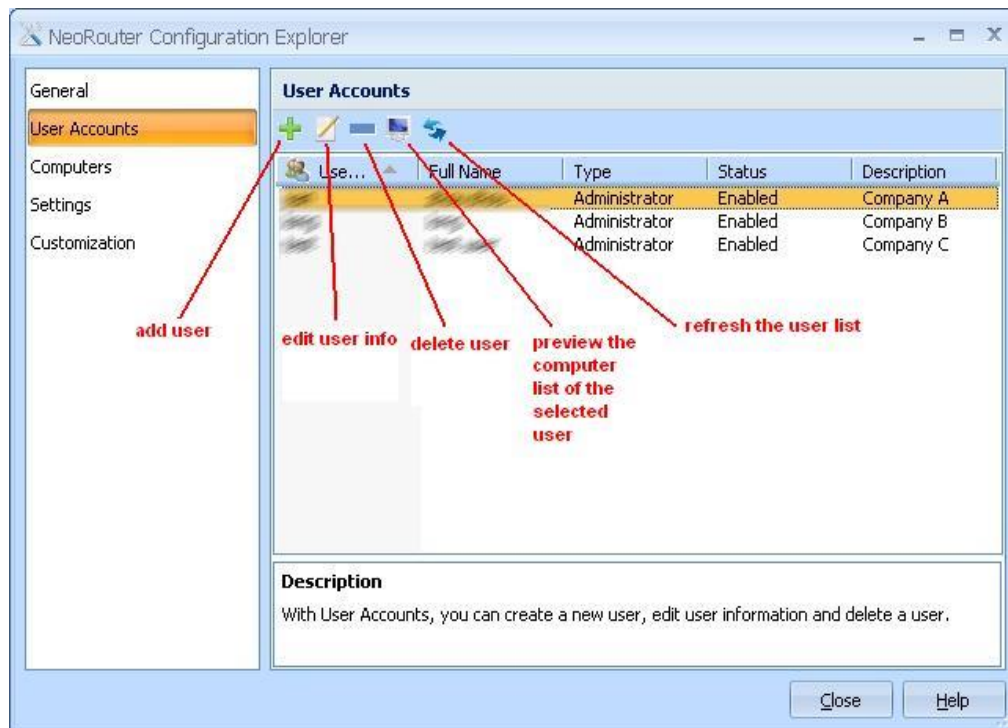 NeoRouter Configuration Explorer
General
User Accounts
Computers
Settings
Customization
User Accounts
Use... Full Name Type Status Description
Administrator Enabled Company A
Administrator Enabled Company B
Administrator Enabled Company C
add user
edit user info
delete user
preview the
computer
list of the
selected
user
refresh the user list
Description
With User Accounts, you can create a new user, edit user information and delete a user.
Close
Help